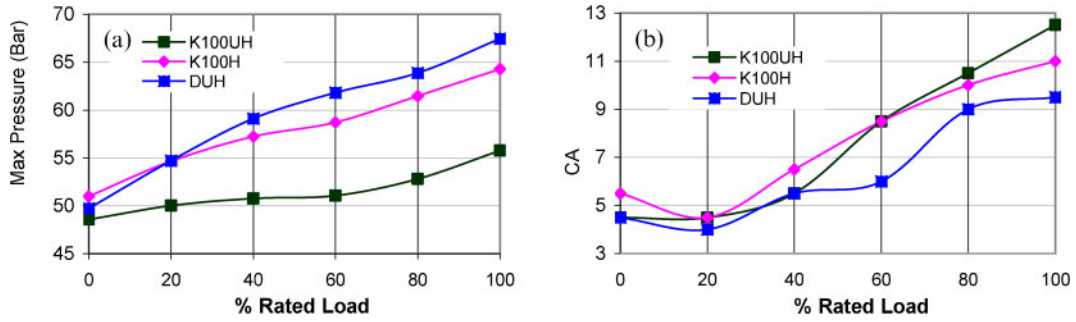 (a)
Max Pressure (Bar)
70
65
60
55
50
45
K100UH
K100H
DUH
0 20 40 60 80 100
% Rated Load
(b)
CA
13
11
9
7
5
3
K100UH
K100H
DUH
0 20 40 60 80 100
% Rated Load